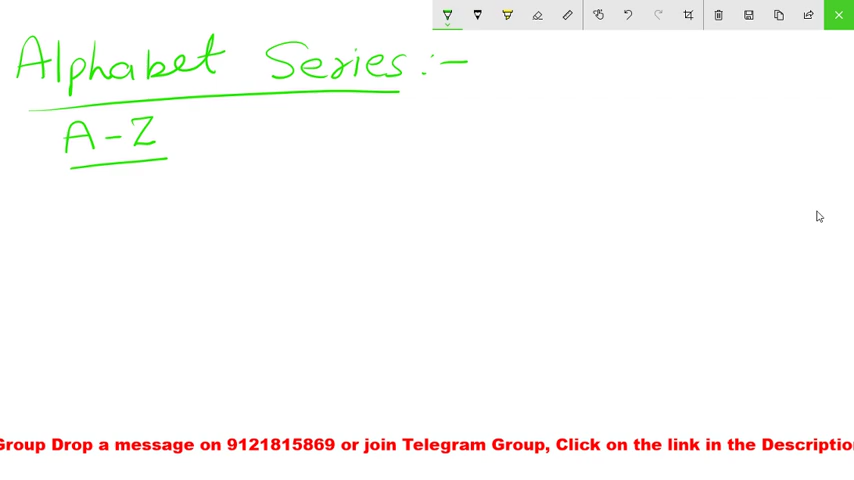 Alphabet Series :-
A - Z
Group Drop a message on 9121815869 or join Telegram Group, Click on the link in the Descriptio